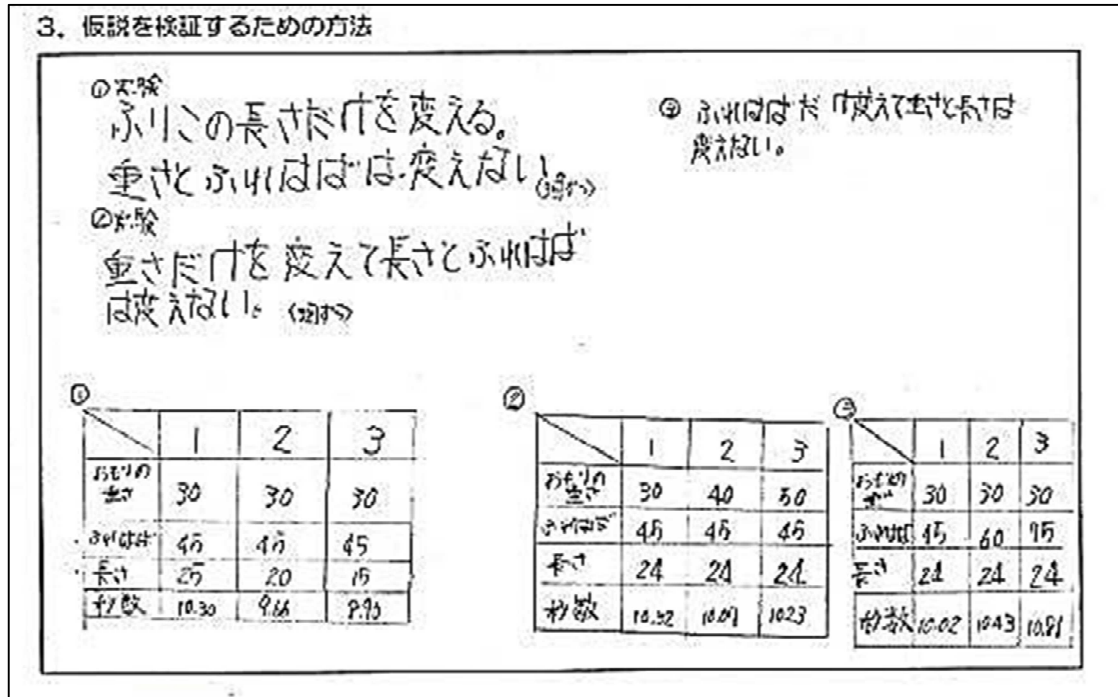 3. 仮説を検証するための方法
①実験
ふりこの長さだけを変える。
重さとふれはばは変えない。
②実験
重さだけを変えて長さとふれはば
は変えない。
ふれはばだけ変えて重さと長さは
変えない。
①
1 2 3
おもりの重さ 30 30 30
ふれはば 45 45 45
長さ 25 20 15
秒数 10.30 9.66
②
1 2 3
おもりの重さ 30 40 50
ふれはば 45 45 45
長さ 24 24 24
秒数 10.32 10.09 10.23
③
1 2 3
おもりの 30 30 30
ふれはば 45 60 75
長さ 24 24 24
秒数 10.02 10.43 10.81